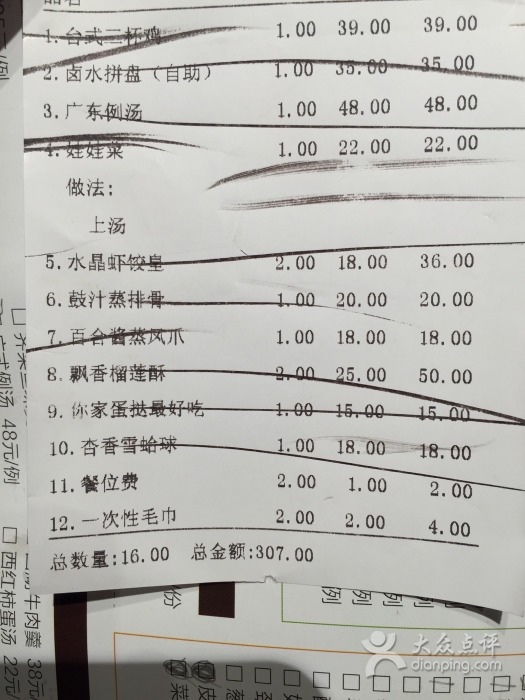 品名
1.台式三杯鸡 1.00 39.00 39.00
2.卤水拼盘（自助） 1.00 35.00 35.00
3.广东例汤 1.00 48.00 48.00
4.娃娃菜 1.00 22.00 22.00
做法:
上汤
5.水晶虾饺皇 2.00 18.00 36.00
6.鼓汁蒸排骨 1.00 20.00 20.00
7.百合酱蒸凤爪 1.00 18.00 18.00
8.飘香榴莲酥 2.00 25.00 50.00
9.你家蛋挞最好吃 1.00 15.00 15.00
10.杏香雪蛤球 1.00 18.00 18.00
11.餐位费 2.00 1.00 2.00
12.一次性毛巾 2.00 2.00 4.00
总数量:16.00 总金额:307.00
式例汤 48元/例
牛肉羹 38元
西红柿蛋汤 22元
份
例
例
例
例
大众点评
dianping.com